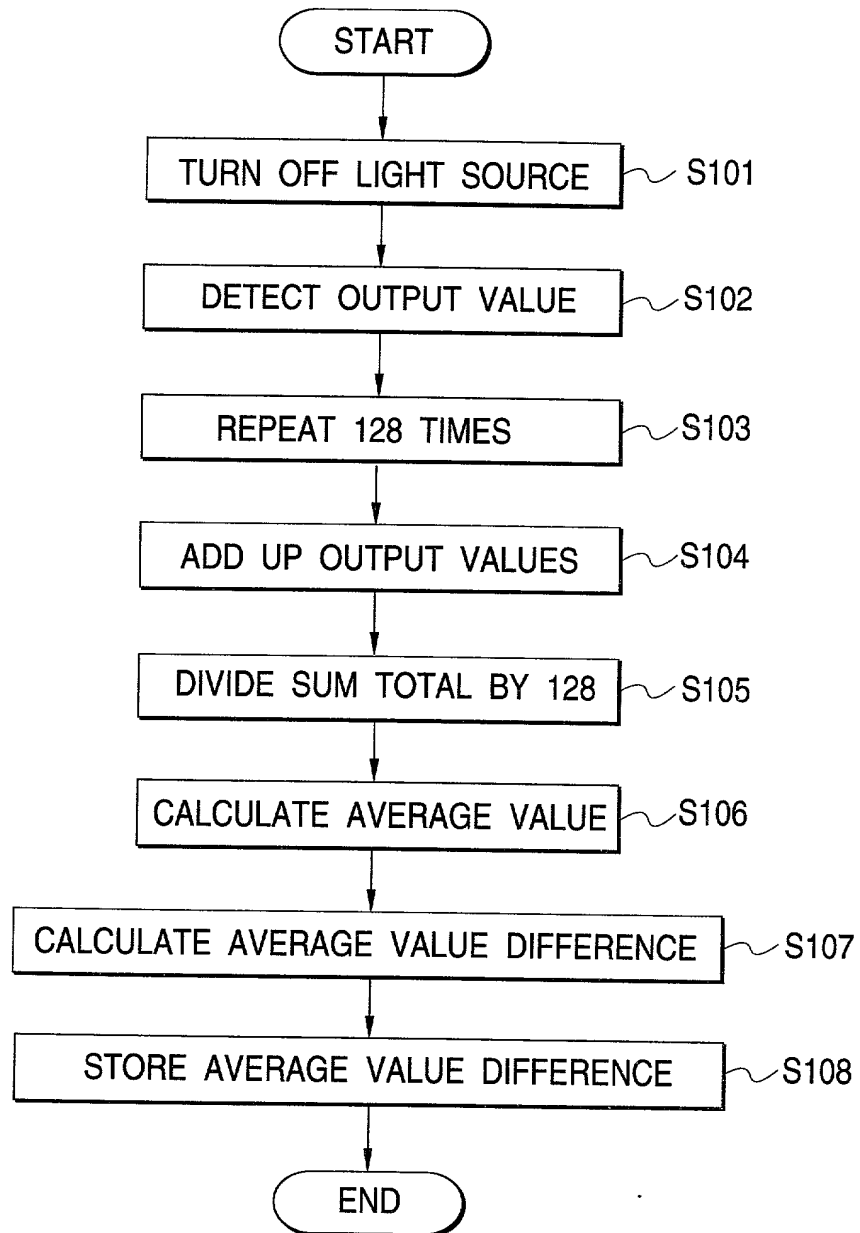 START
TURN OFF LIGHT SOURCE S101
DETECT OUTPUT VALUE S102
REPEAT 128 TIMES S103
ADD UP OUTPUT VALUES S104
DIVIDE SUM TOTAL BY 128 S105
CALCULATE AVERAGE VALUE S106
CALCULATE AVERAGE VALUE DIFFERENCE S107
STORE AVERAGE VALUE DIFFERENCE S108
END